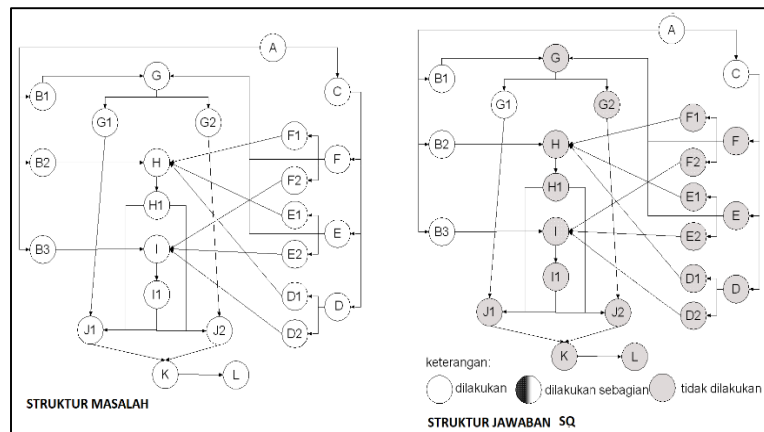 A
G
B1
C
G1
G2
F1
B2
H
F
F2
H1
E1
E
B3
I
E2
I1
D1
D
J1
J2
D2
K
L
STRUKTUR MASALAH
A
G
B1
C
G1
G2
F1
B2
H
F
F2
H1
E1
E
B3
I
E2
I1
D1
D
J1
J2
D2
K
L
keterangan:
dilakukan
dilakukan sebagian
tidak dilakukan
STRUKTUR JAWABAN SQ